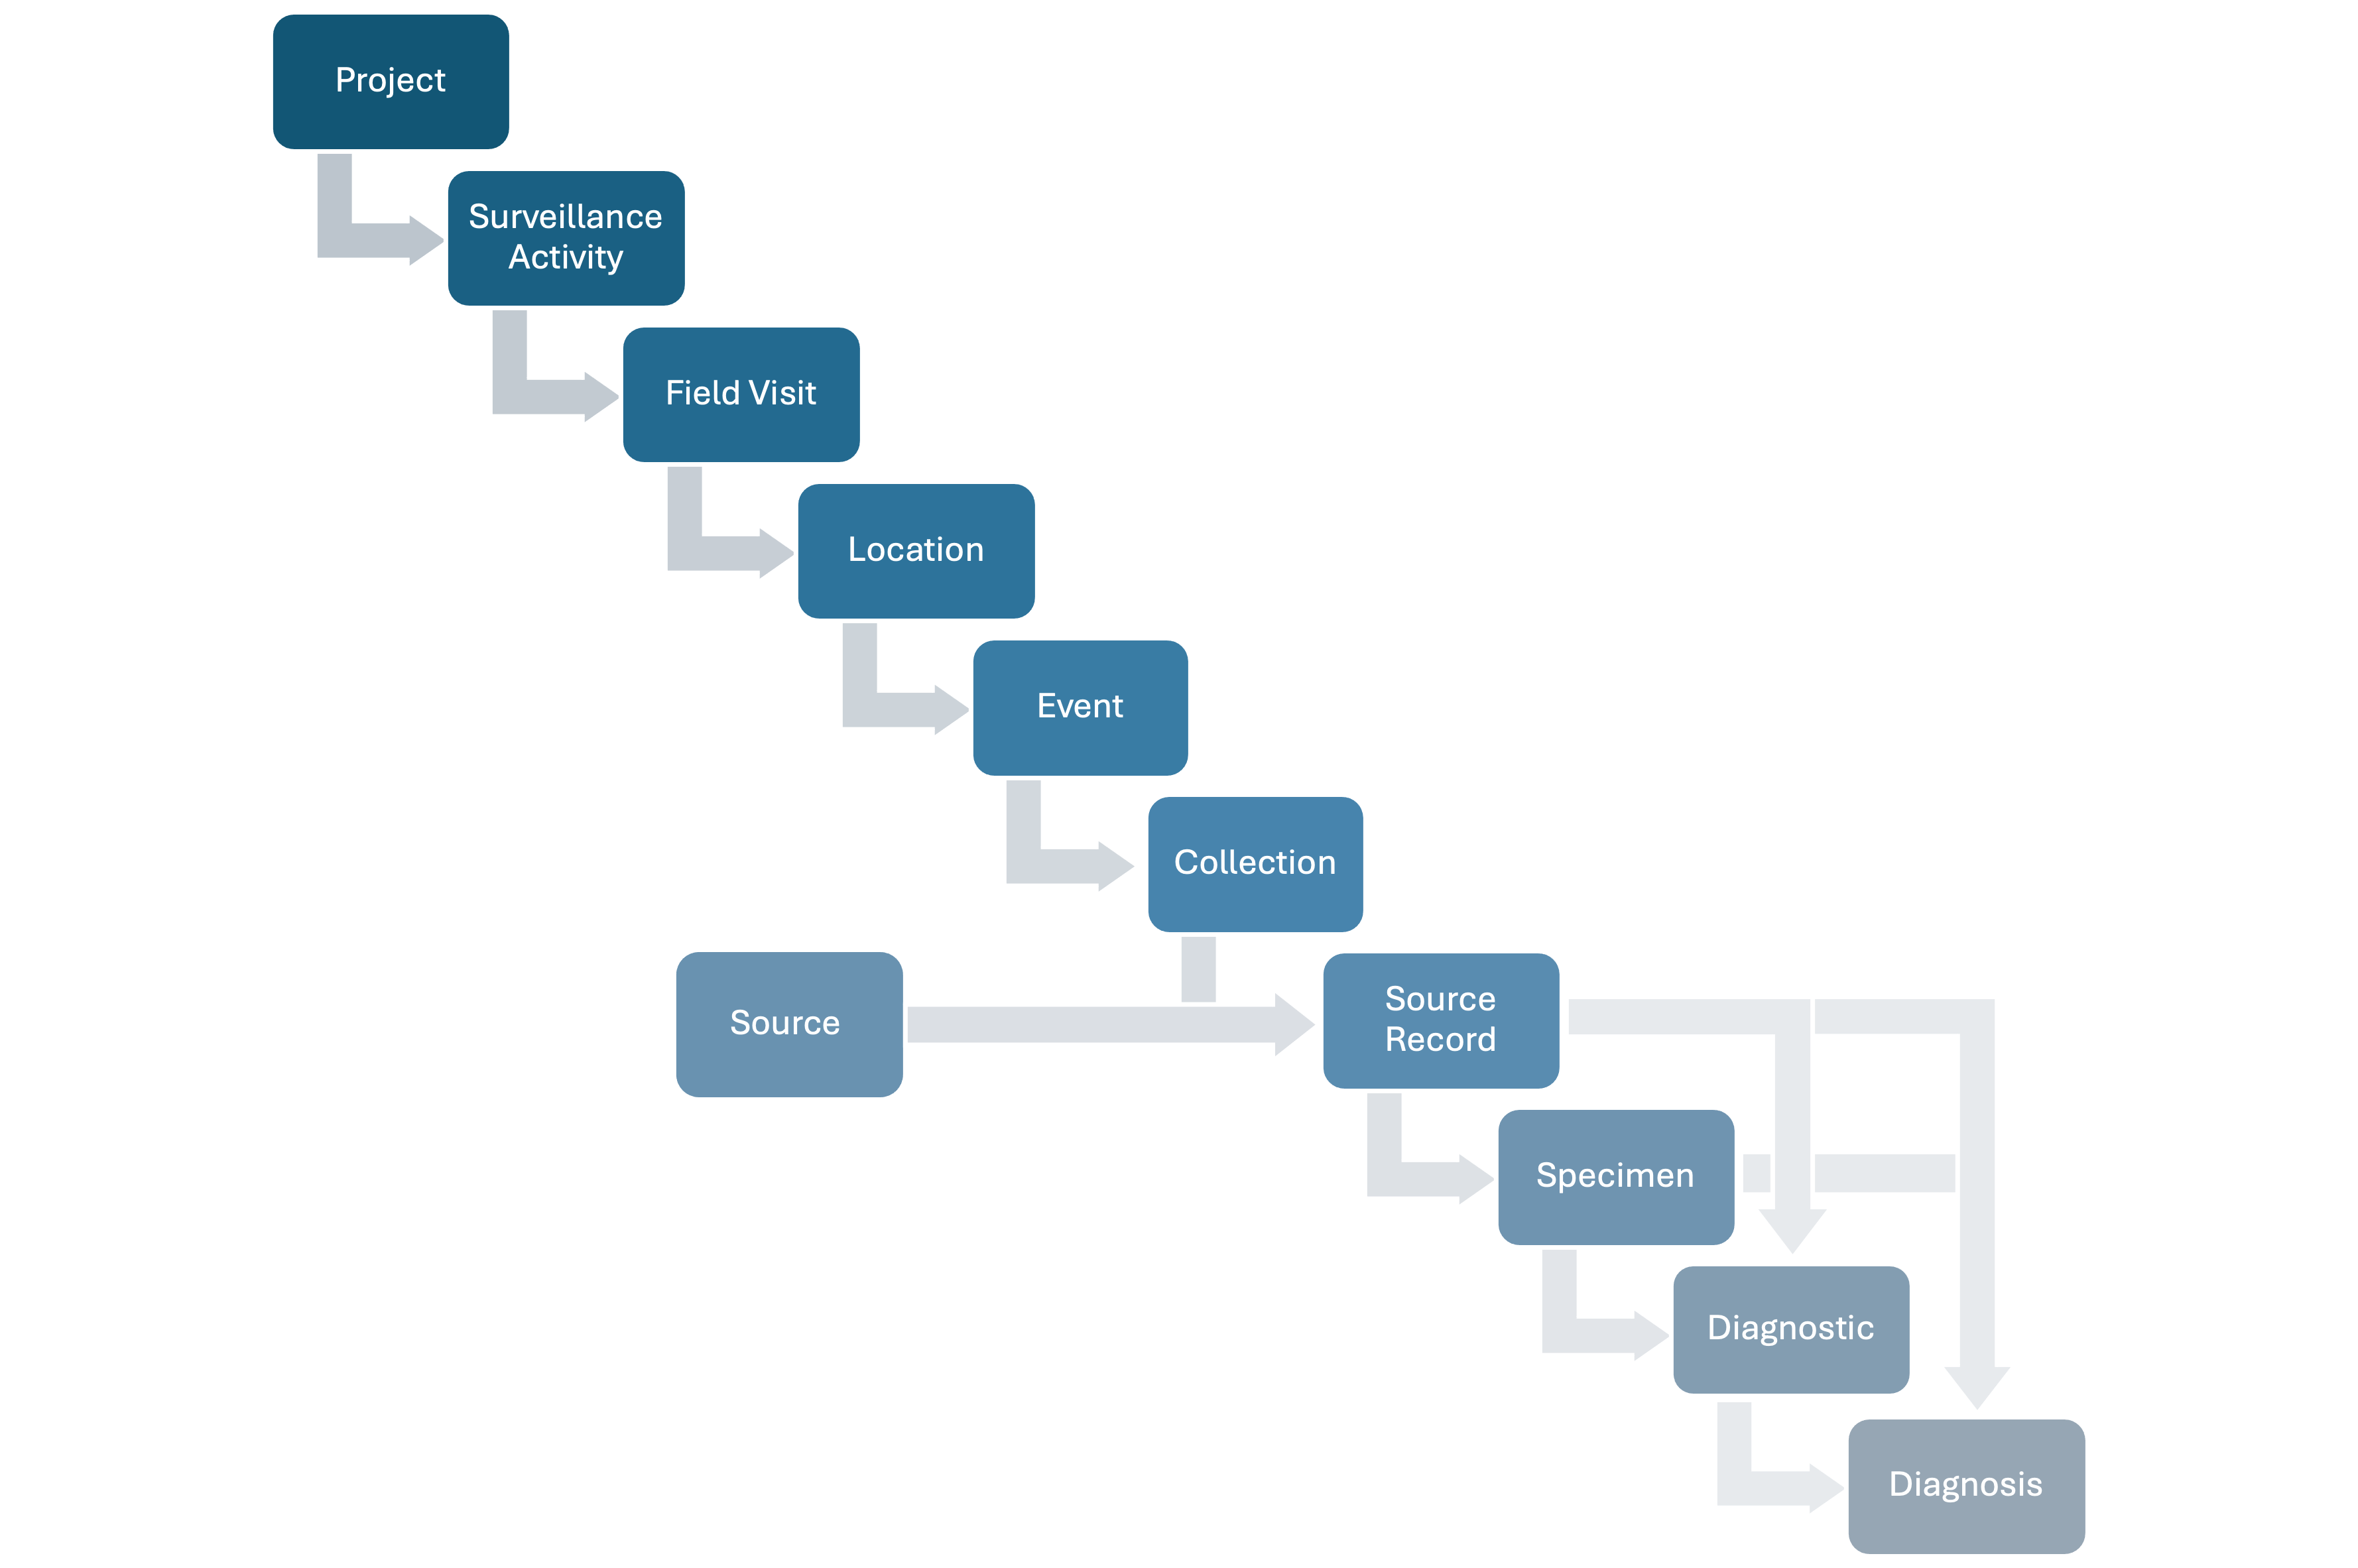 Project
Surveillance
Activity
Field Visit
Location
Event
Collection
Source
Source
Record
Specimen
Diagnostic
Diagnosis